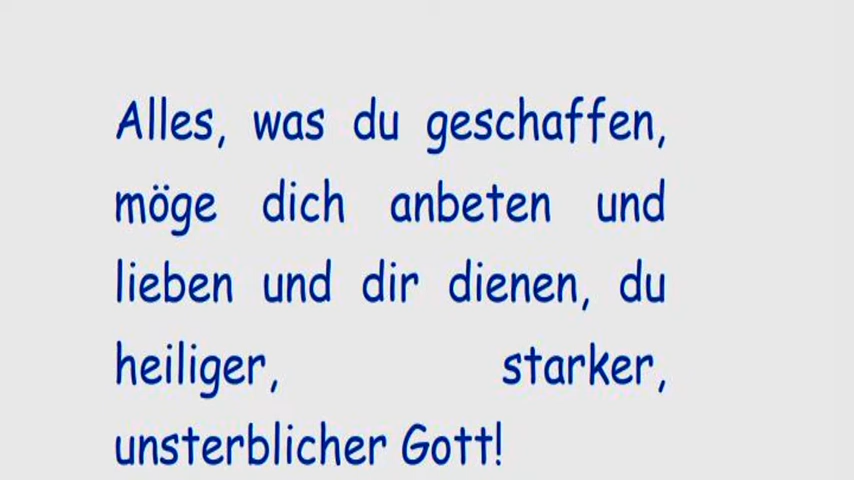 Alles, was du geschaffen,
möge dich anbeten und
lieben und dir dienen, du
heiliger, starker,
unsterblicher Gott!